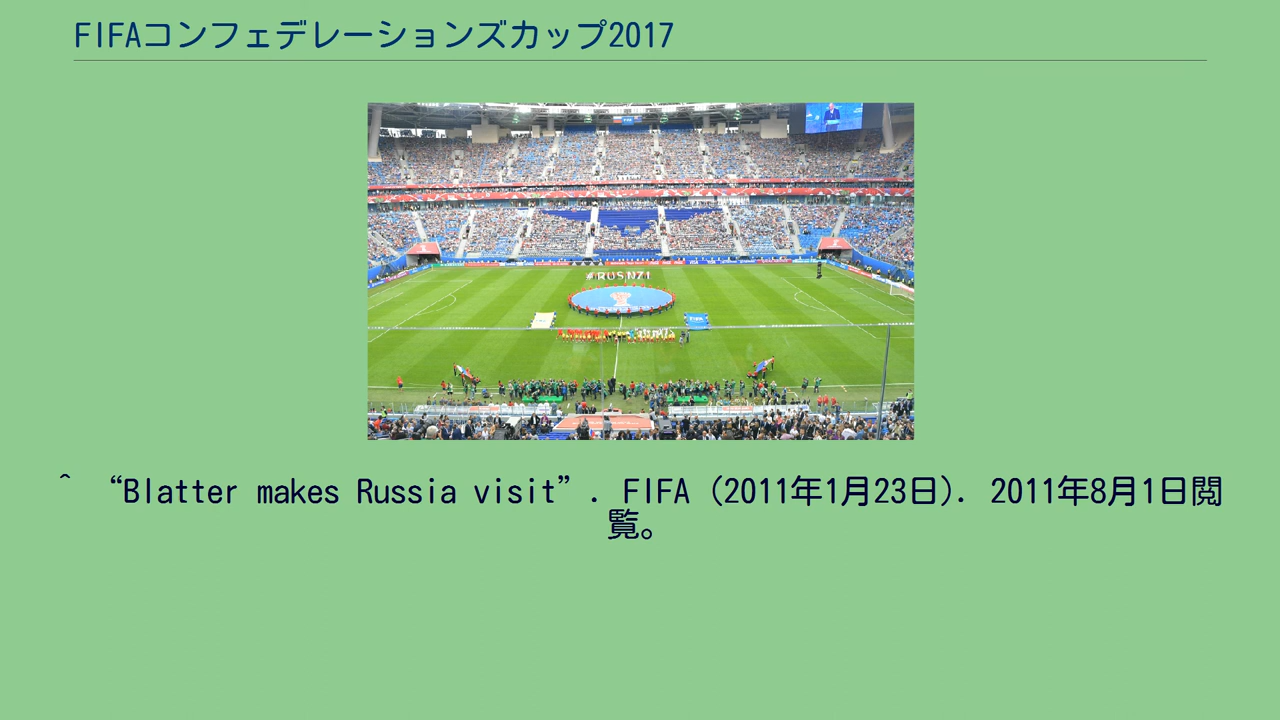 FIFAコンフェデレーションズカップ2017
#RUSNZL
^ “Blatter makes Russia visit”. FIFA (2011年1月23日). 2011年8月1日閲
覧。